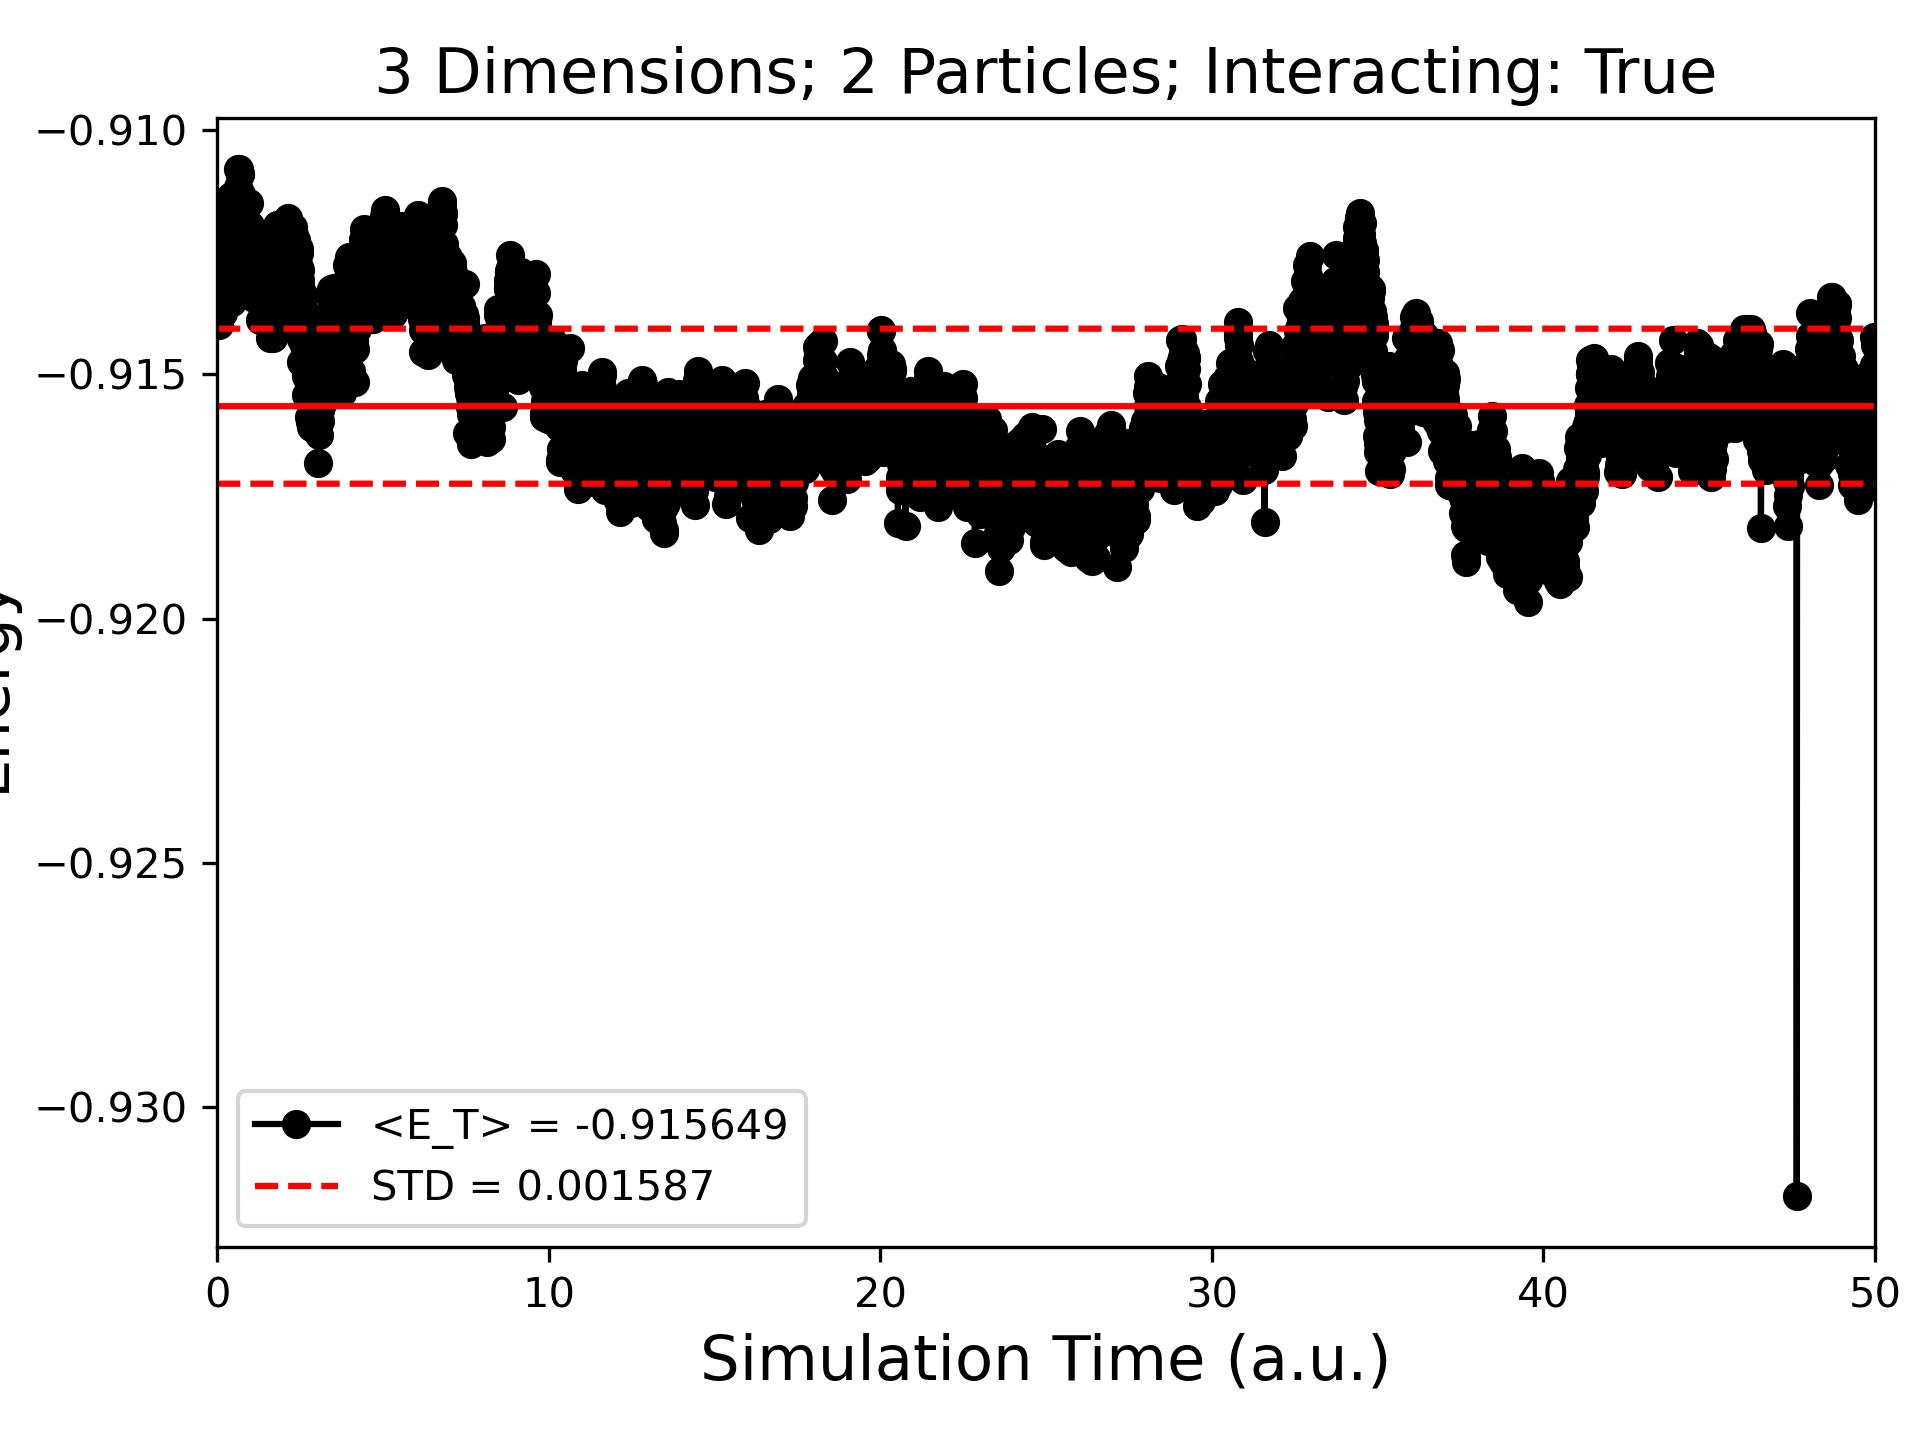 3 Dimensions; 2 Particles; Interacting: True
−0.910
−0.915
−0.920
−0.925
−0.930
Energy
<E_T> = -0.915649
STD = 0.001587
0 10 20 30 40 50
Simulation Time (a.u.)